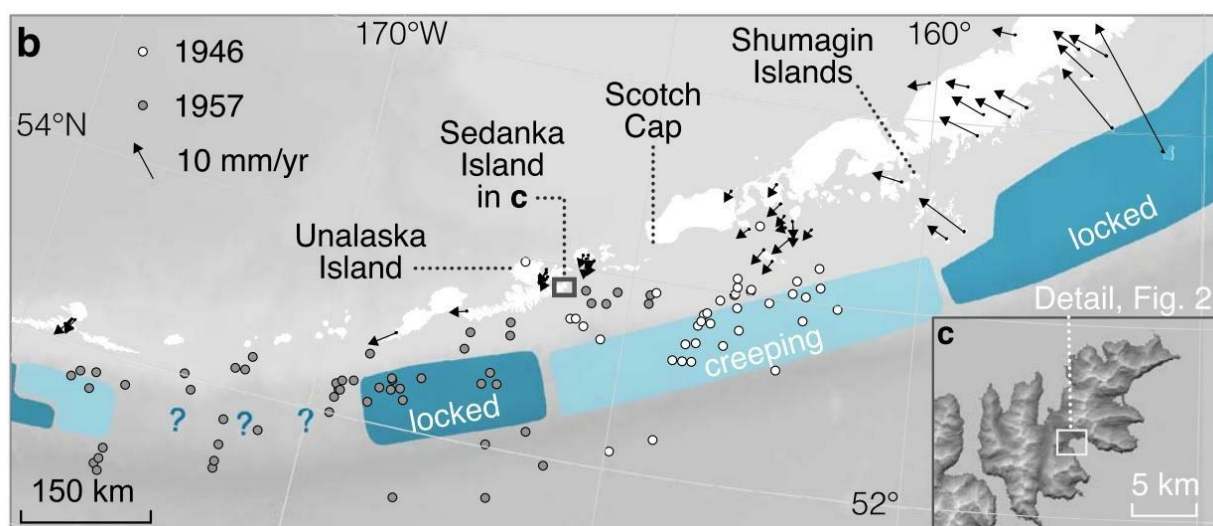 b
1946
1957
10 mm/yr
54°N
170°W
160°
Shumagin
Islands
Scotch
Cap
Sedanka
Island
in c
Unalaska
Island
locked
Detail, Fig. 2
c
creeping
locked
? ? ?
150 km
52°
5 km